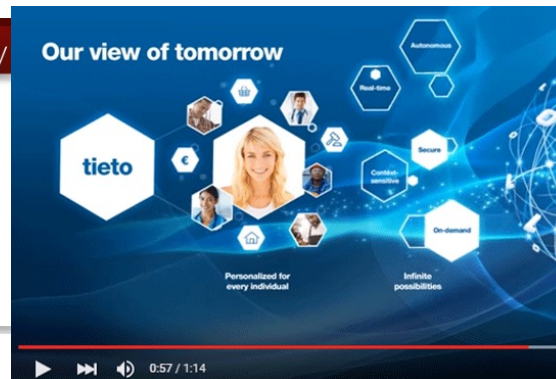 Our view of tomorrow
Autonomous
Real-time
tieto
€
Secure
Context-
sensitive
On-demand
Personalized for
every individual
Infinite
possibilities
0:57 / 1:14